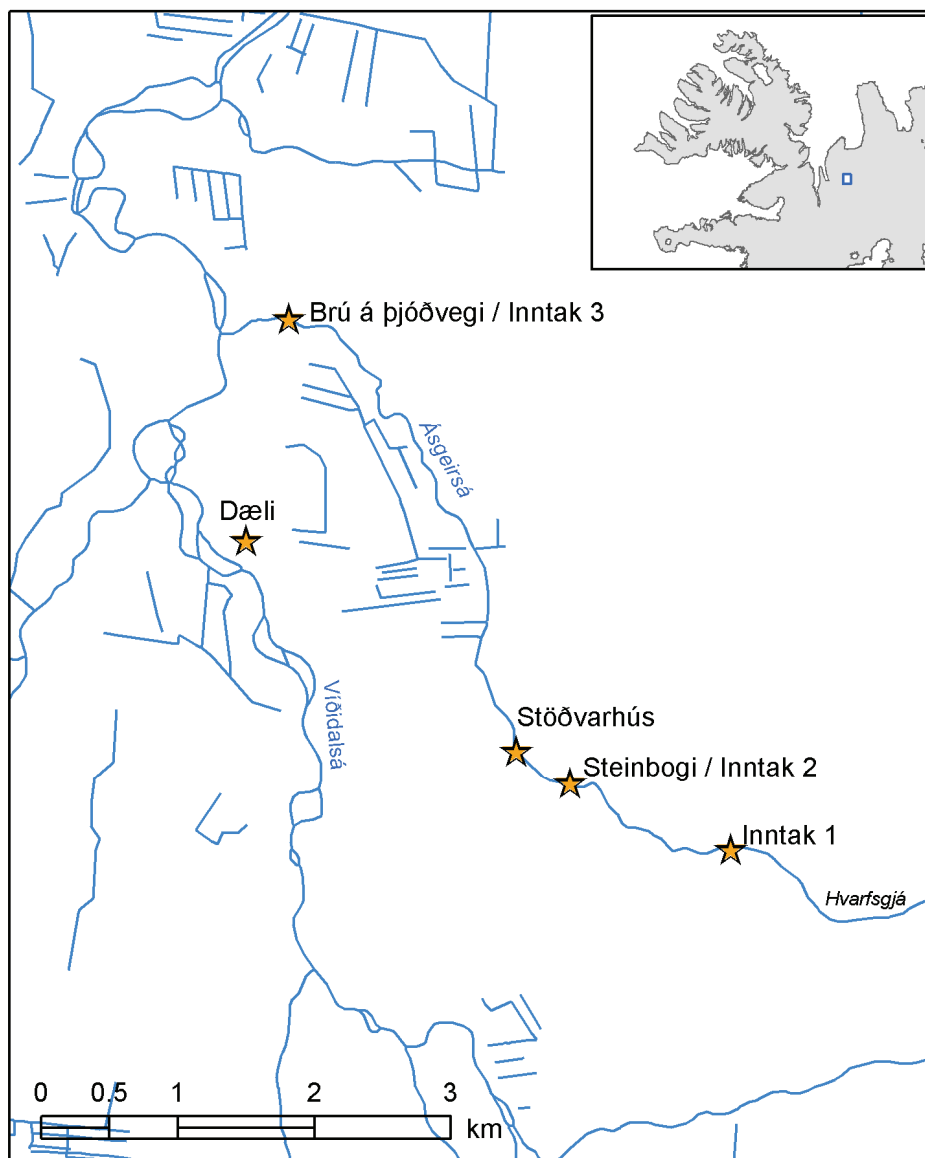 Brú á þjóðvegi / Inntak 3
Ásgeirsá
Dæli
Víðidalsá
Stöðvarhús
Steinbogi / Inntak 2
Inntak 1
Hvarfsgjá
0 0.5 1 2 3
km